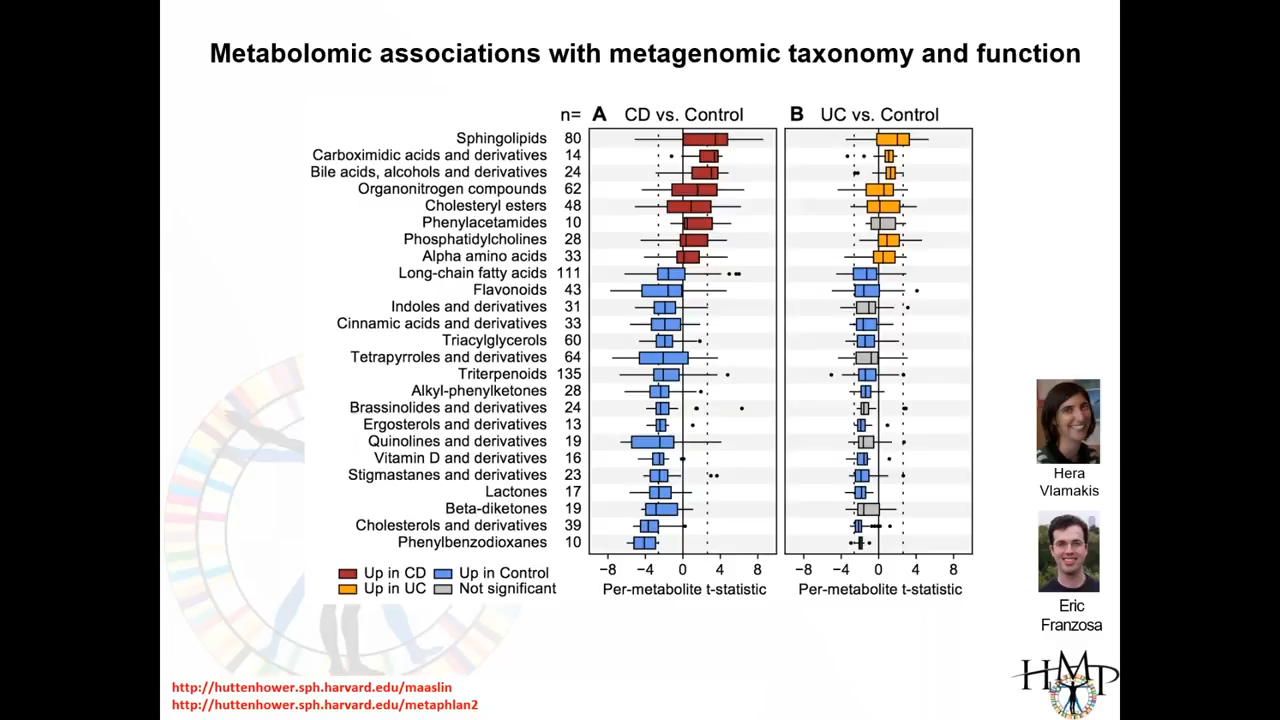 Metabolomic associations with metagenomic taxonomy and function
n= A CD vs. Control B UC vs. Control
Sphingolipids 80
Carboximidic acids and derivatives 14
Bile acids, alcohols and derivatives 24
Organonitrogen compounds 62
Cholesteryl esters 48
Phenylacetamides 10
Phosphatidylcholines 28
Alpha amino acids 33
Long-chain fatty acids 111
Flavonoids 43
Indoles and derivatives 31
Cinnamic acids and derivatives 33
Triacylglycerols 60
Tetrapyrroles and derivatives 64
Triterpenoids 135
Alkyl-phenylketones 28
Brassinolides and derivatives 24
Ergosterols and derivatives 13
Quinolines and derivatives 19
Vitamin D and derivatives 16
Stigmastanes and derivatives 23
Lactones 17
Beta-diketones 19
Cholesterols and derivatives 39
Phenylbenzodioxanes 10
−8 −4 0 4 8 −8 −4 0 4 8
Per-metabolite t-statistic Per-metabolite t-statistic
Up in CD Up in Control
Up in UC Not significant
Hera
Vlamakis
Eric
Franzosa
HMP
http://huttenhower.sph.harvard.edu/maaslin
http://huttenhower.sph.harvard.edu/metaphlan2